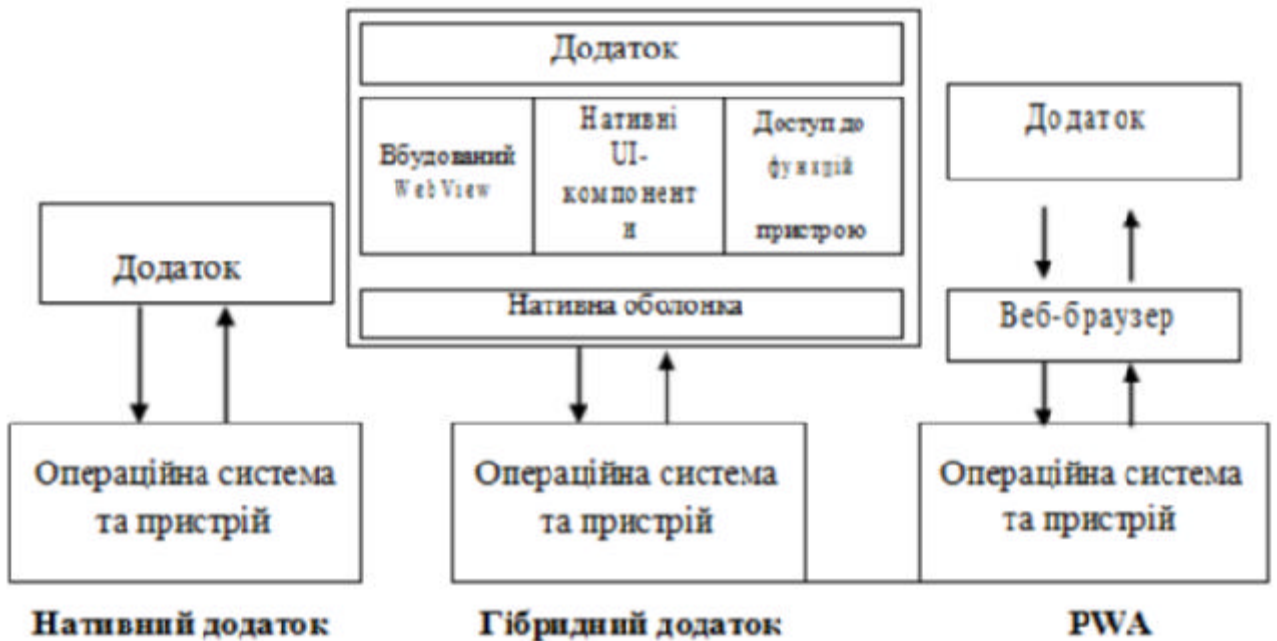 Додаток
Вбудований
WebView
Нативні
UI-
компонент
и
Доступ до
функцій
пристрою
Нативна оболонка
Додаток
Додаток
Веб-браузер
Операційна система
та пристрій
Операційна система
та пристрій
Операційна система
та пристрій
Нативний додаток
Гібридний додаток
PWA